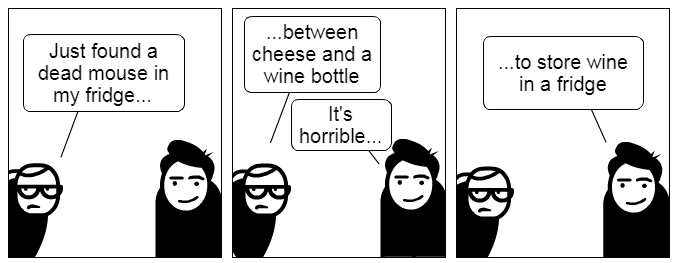 Just found a
dead mouse in
my fridge...
...between
cheese and a
wine bottle
It's
horrible...
...to store wine
in a fridge